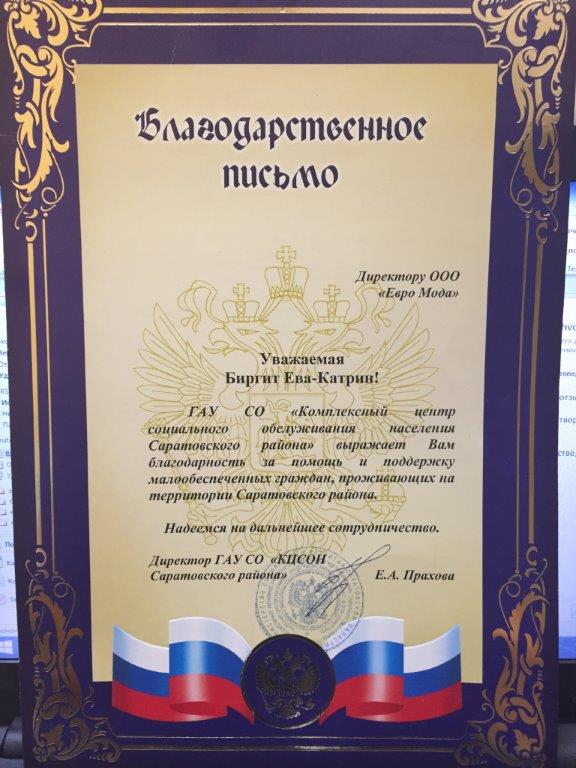 Благодарственное
письмо
Директору ООО
«Евро Мода»
Уважаемая
Биргит Ева-Катрин!
ГАУ СО «Комплексный центр
социального обслуживания населения
Саратовского района» выражает Вам
благодарность за помощь и поддержку
малообеспеченных граждан, проживающих на
территории Саратовского района.
Надеемся на дальнейшее сотрудничество.
Директор ГАУ СО «КЦСОН
Саратовского района»
Е.А. Прахова